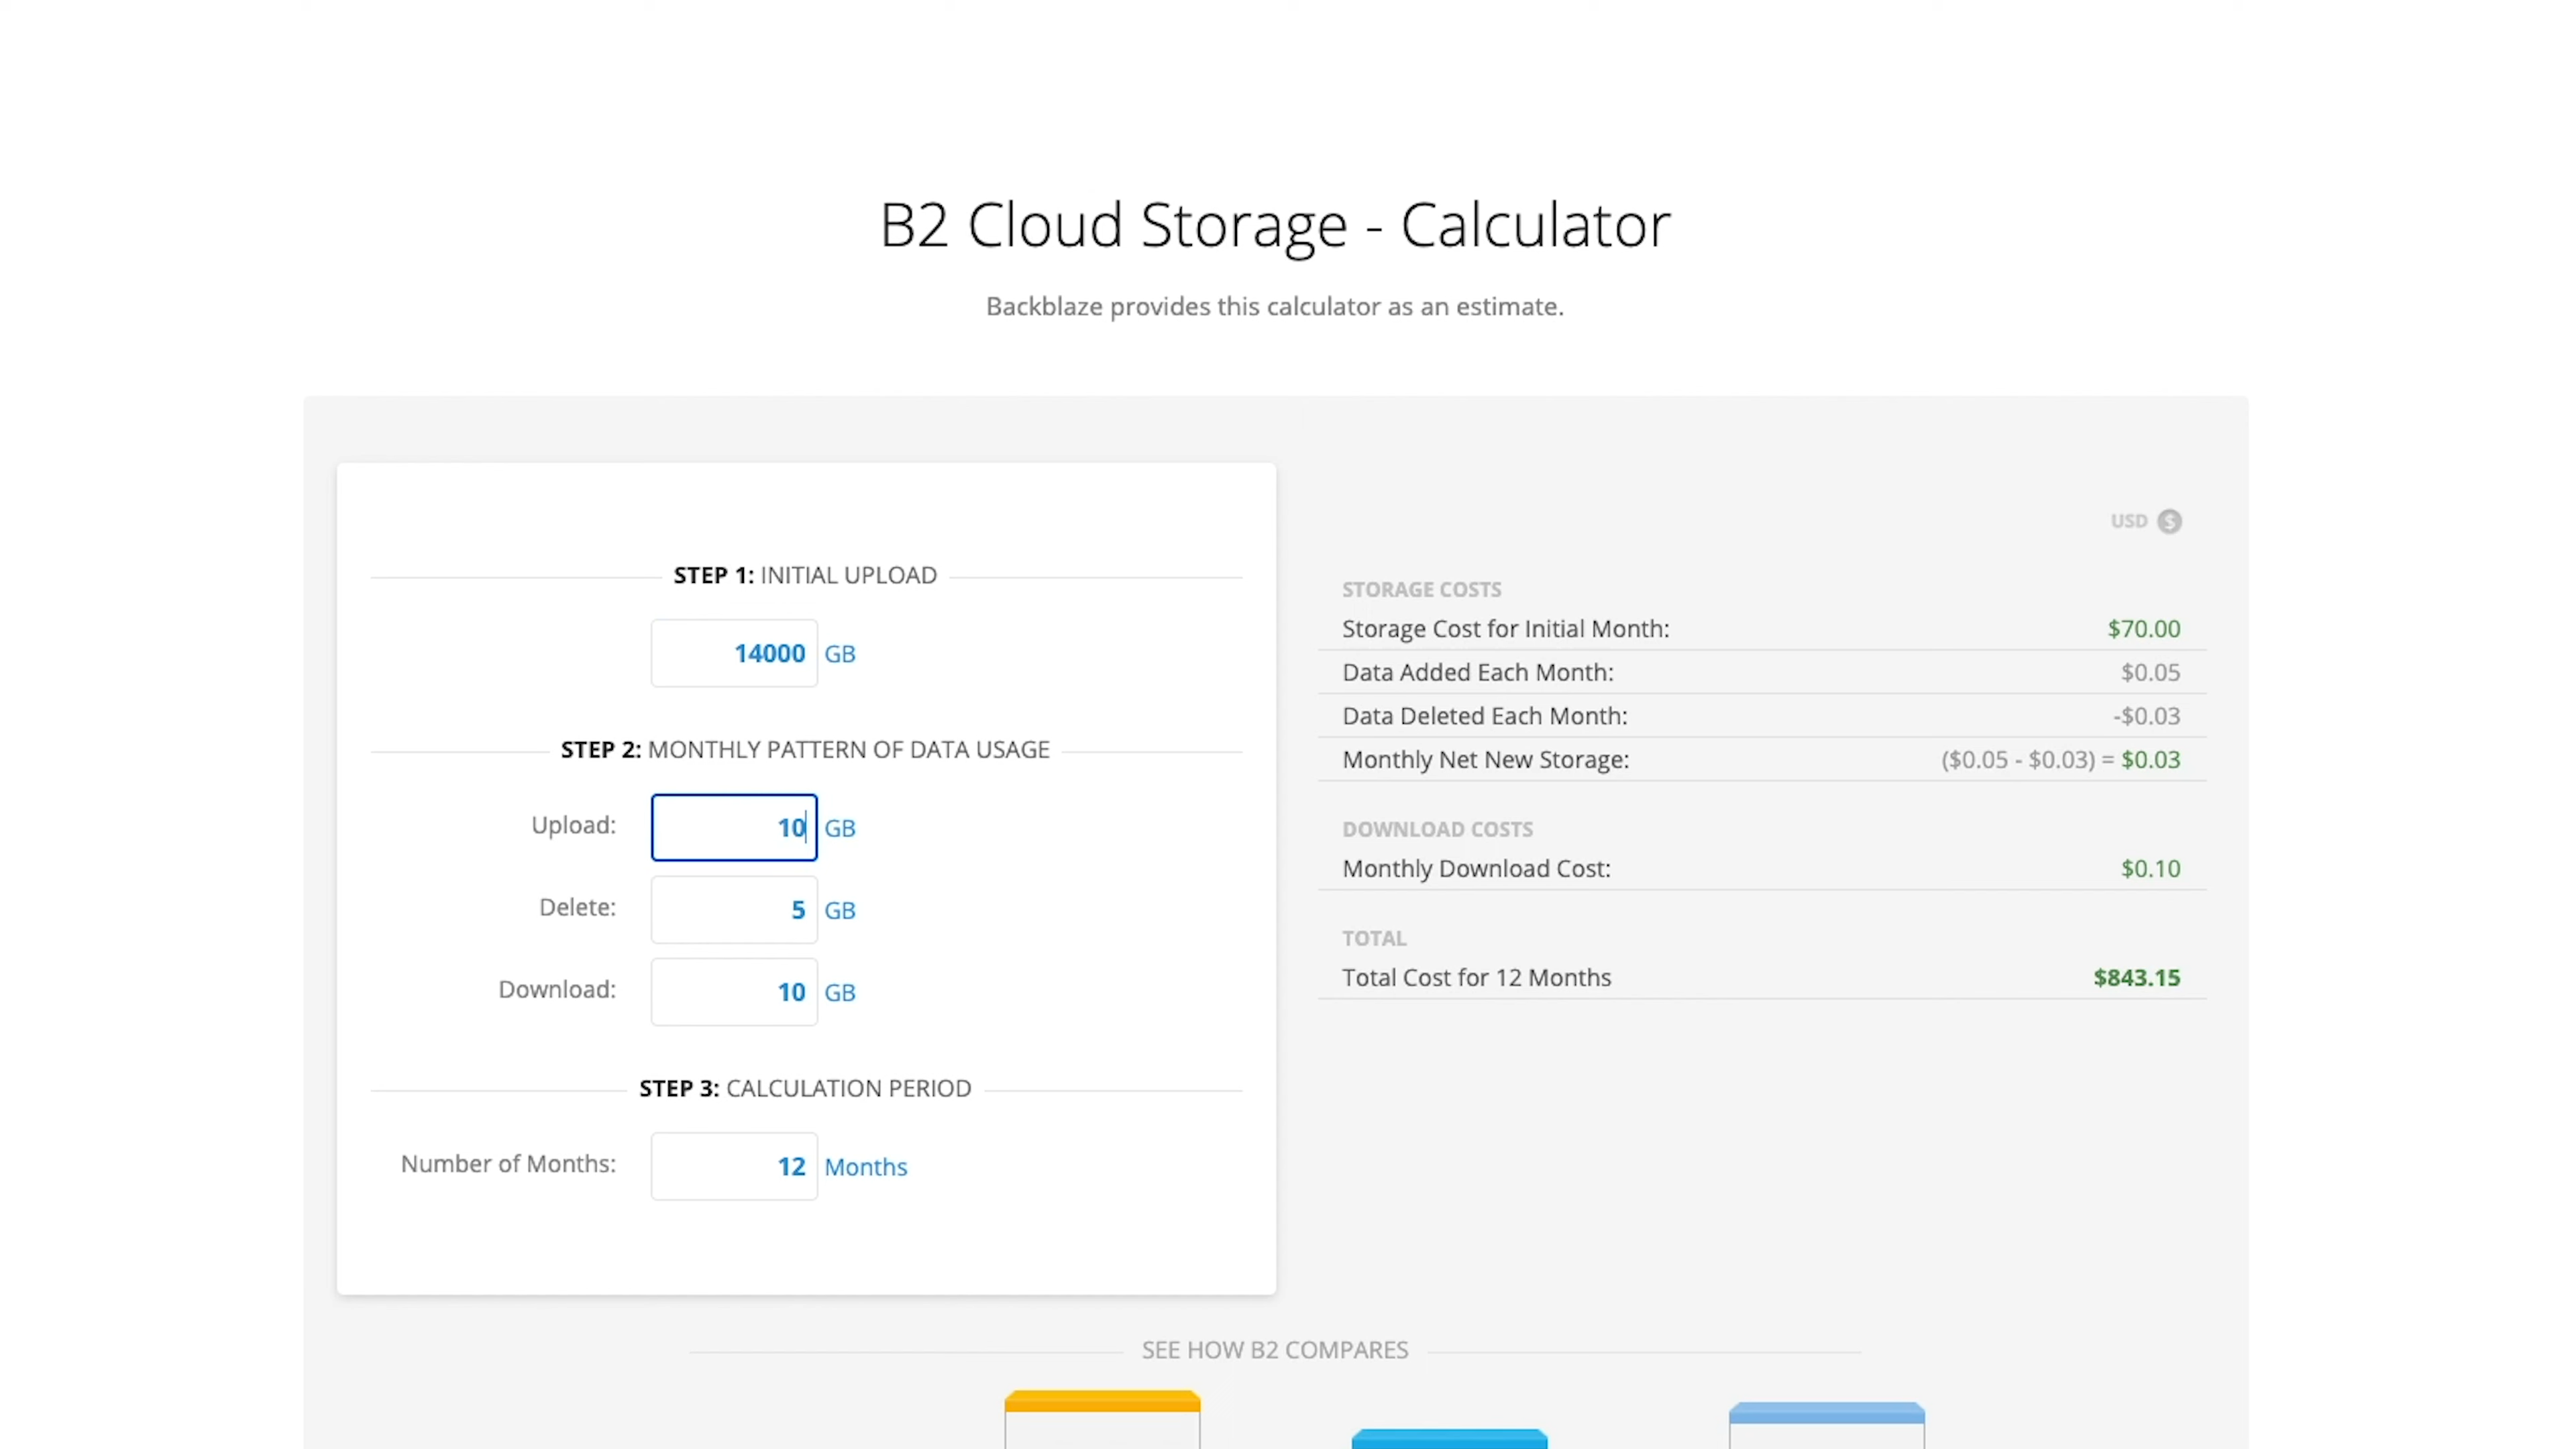 B2 Cloud Storage - Calculator
Backblaze provides this calculator as an estimate.
STEP 1: INITIAL UPLOAD
14000 GB
STEP 2: MONTHLY PATTERN OF DATA USAGE
Upload: 10 GB
Delete: 5 GB
Download: 10 GB
STEP 3: CALCULATION PERIOD
Number of Months: 12 Months
USD $
STORAGE COSTS
Storage Cost for Initial Month: $70.00
Data Added Each Month: $0.05
Data Deleted Each Month: -$0.03
Monthly Net New Storage: ($0.05 - $0.03) = $0.03
DOWNLOAD COSTS
Monthly Download Cost: $0.10
TOTAL
Total Cost for 12 Months $843.15
SEE HOW B2 COMPARES